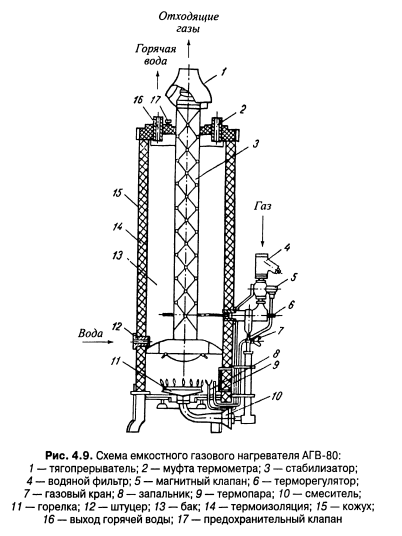 Отходящие
газы
Горячая
вода
1
16
17
2
3
15
14
13
Газ
4
5
6
Вода
12
7
11
8
9
10
Рис. 4.9. Схема емкостного газового нагревателя АГВ-80:
1 — тягопрерыватель; 2 — муфта термометра; 3 — стабилизатор;
4 — водяной фильтр; 5 — магнитный клапан; 6 — терморегулятор;
7 — газовый кран; 8 — запальник; 9 — термопара; 10 — смеситель;
11 — горелка; 12 — штуцер; 13 — бак; 14 — термоизоляция; 15 — кожух;
16 — выход горячей воды; 17 — предохранительный клапан